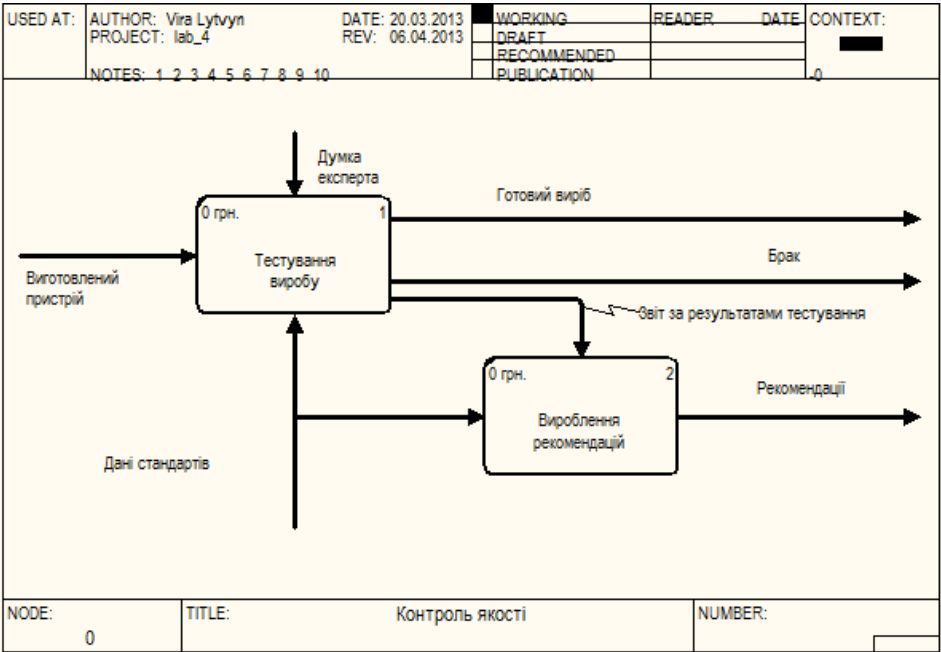 USED AT:
AUTHOR: Vira Lytvyn
DATE: 20.03.2013
PROJECT: lab_4
REV: 06.04.2013
NOTES: 1 2 3 4 5 6 7 8 9 10
WORKING
DRAFT
RECOMMENDED
PUBLICATION
READER
DATE
CONTEXT:
-0
Думка
експерта
0 грн.
1
Тестування
виробу
Готовий виріб
Брак
Виготовлений
пристрій
Звіт за результатами тестування
0 грн.
2
Вироблення
рекомендацій
Рекомендації
Дані стандартів
NODE:
0
TITLE:
Контроль якості
NUMBER: